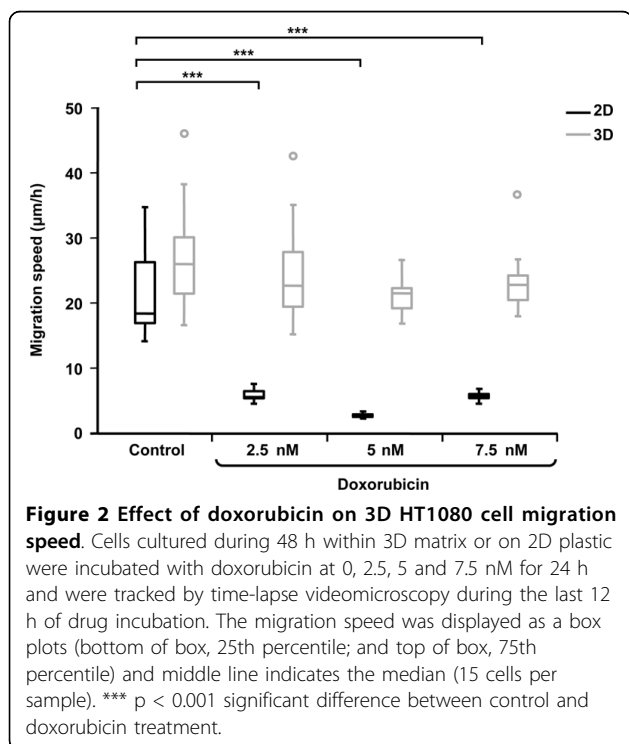 ***
***
***
50
2D
3D
40
30
20
10
0
Migration speed (µm/h)
Control 2.5 nM 5 nM 7.5 nM
Doxorubicin
Figure 2 Effect of doxorubicin on 3D HT1080 cell migration
speed. Cells cultured during 48 h within 3D matrix or on 2D plastic
were incubated with doxorubicin at 0, 2.5, 5 and 7.5 nM for 24 h
and were tracked by time-lapse videomicroscopy during the last 12
h of drug incubation. The migration speed was displayed as a box
plots (bottom of box, 25th percentile; and top of box, 75th
percentile) and middle line indicates the median (15 cells per
sample). *** p < 0.001 significant difference between control and
doxorubicin treatment.